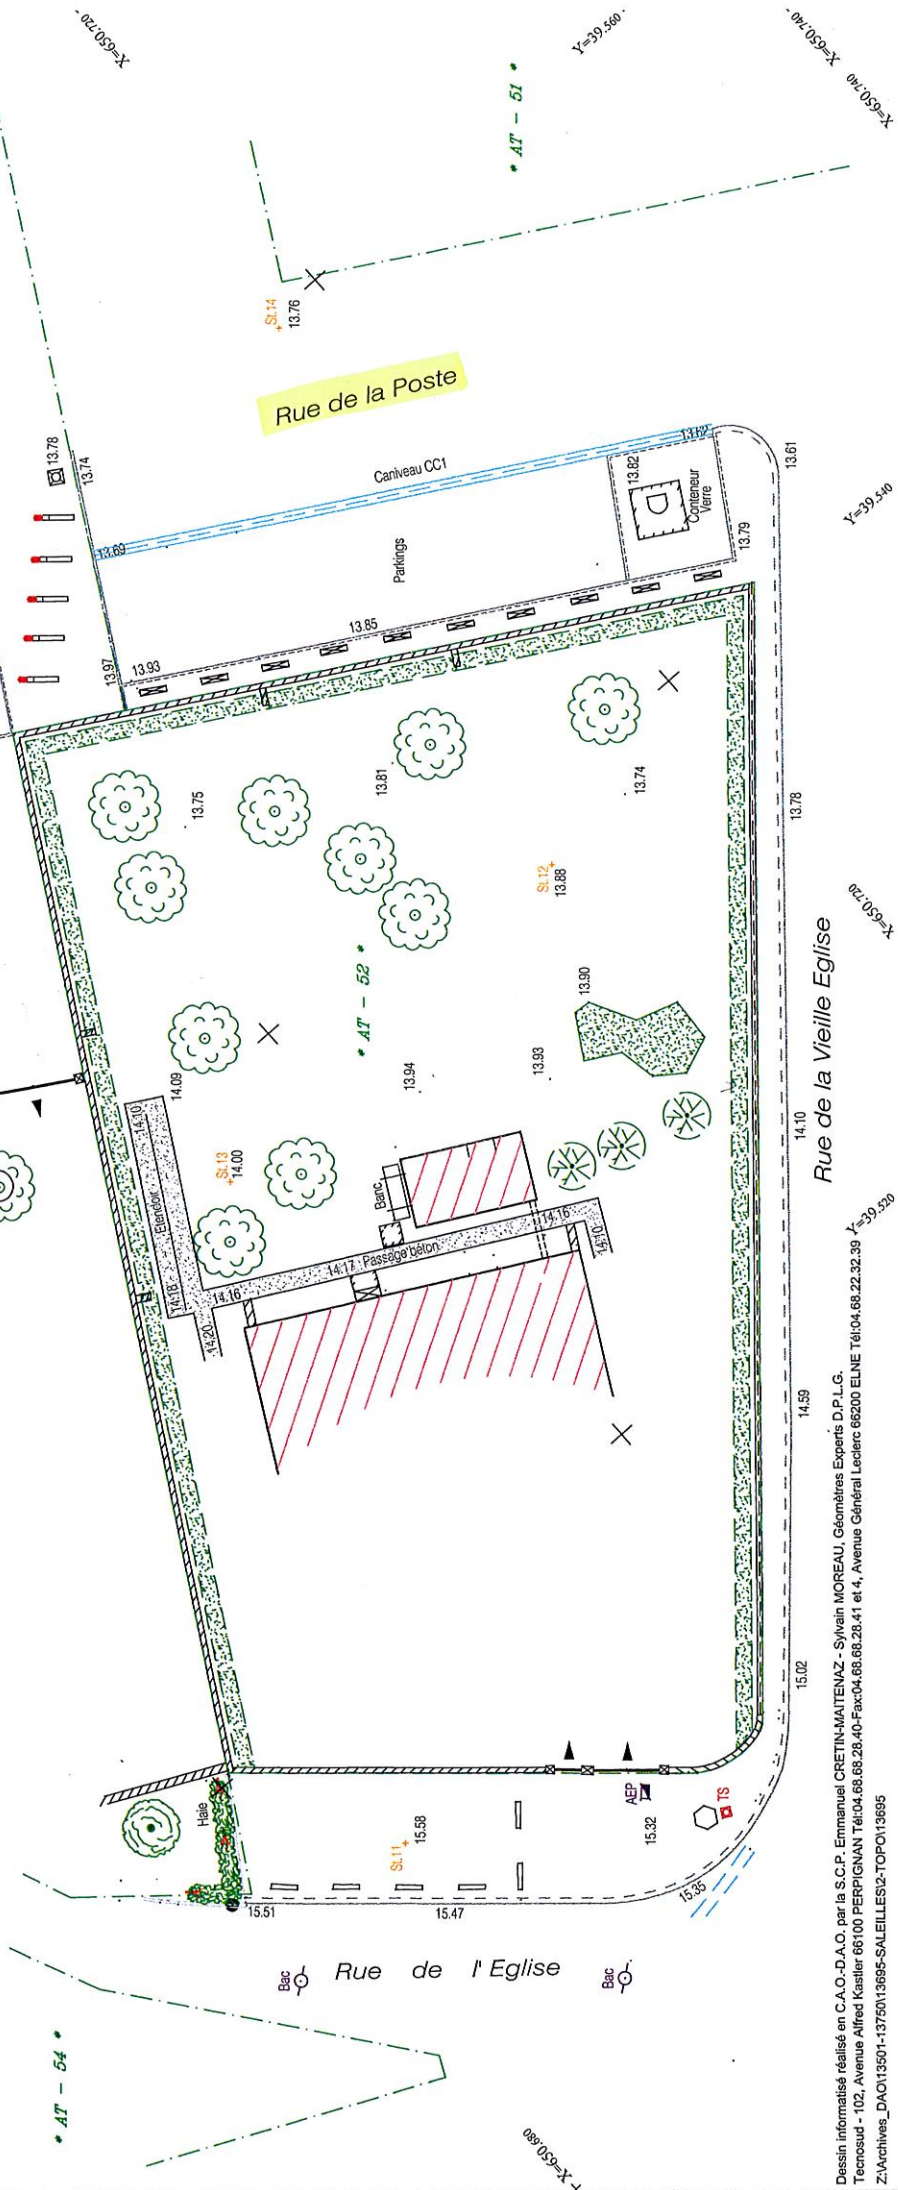 X=650.720
Y=39.560
X=650.740
X=650.740
* AT - 51 *
St.14
13.76
Rue de la Poste
13.78
13.74
13.69
Caniveau CC1
13.62
13.61
Y=39.540
13.82
Conteneur
Verre
13.79
Parkings
13.85
13.97
13.93
13.75
13.81
13.74
13.78
St.12
13.88
X=650.720
* AT - 52 *
13.90
13.94
13.93
14.09
14.10
Etendoir
14.18
St.13
14.00
Banc
14.16
14.17
Passage béton
14.16
14.10
14.20
14.10
Rue de la Vieille Eglise
Y=39.520
14.59
15.02
Haie
St.11
15.58
AEP
15.32
TS
15.35
15.51
15.47
Bac
Rue de l'Eglise
Bac
* AT - 54 *
X=650.680
Dessin informatisé réalisé en C.A.O.-D.A.O. par la S.C.P. Emmanuel CRETIN-MAITENAZ - Sylvain MOREAU, Géomètres Experts D.P.L.G.
Tecnosud - 102, Avenue Alfred Kastler 66100 PERPIGNAN Tél:04.68.68.28.40-Fax:04.68.68.28.41 et 4, Avenue Général Leclerc 66200 ELNE Tél:04.68.22.32.39
Z:\Archives_DAO\13501-13750\13695-SALEILLES\2-TOPO\13695